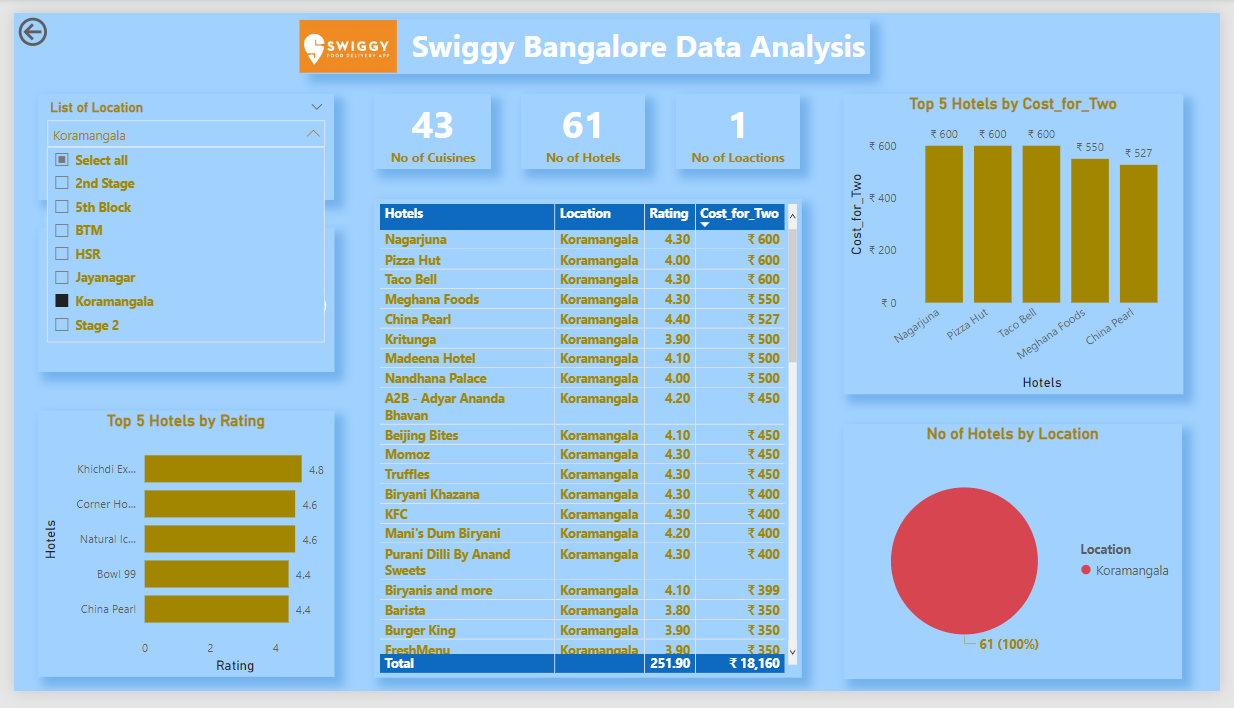 SWIGGY
FOOD DELIVERY APP
Swiggy Bangalore Data Analysis
List of Location
Koramangala
Select all
2nd Stage
5th Block
BTM
HSR
Jayanagar
Koramangala
Stage 2
43
No of Cuisines
61
No of Hotels
1
No of Loactions
Top 5 Hotels by Cost_for_Two
Cost_for_Two
₹ 600
₹ 400
₹ 200
₹ 0
₹ 600 ₹ 600 ₹ 600 ₹ 550 ₹ 527
Nagarjuna Pizza Hut Taco Bell Meghana Foods China Pearl
Hotels
Hotels Location Rating Cost_for_Two
Nagarjuna Koramangala 4.30 ₹ 600
Pizza Hut Koramangala 4.00 ₹ 600
Taco Bell Koramangala 4.30 ₹ 600
Meghana Foods Koramangala 4.30 ₹ 550
China Pearl Koramangala 4.40 ₹ 527
Kritunga Koramangala 3.90 ₹ 500
Madeena Hotel Koramangala 4.10 ₹ 500
Nandhana Palace Koramangala 4.00 ₹ 500
A2B - Adyar Ananda Koramangala 4.20 ₹ 450
Bhavan
Beijing Bites Koramangala 4.10 ₹ 450
Momoz Koramangala 4.30 ₹ 450
Truffles Koramangala 4.30 ₹ 450
Biryani Khazana Koramangala 4.30 ₹ 400
KFC Koramangala 4.30 ₹ 400
Mani's Dum Biryani Koramangala 4.20 ₹ 400
Purani Dilli By Anand Koramangala 4.30 ₹ 400
Sweets
Biryanis and more Koramangala 4.10 ₹ 399
Barista Koramangala 3.80 ₹ 350
Burger King Koramangala 3.90 ₹ 350
FreshMenu Koramangala 3.90 ₹ 350
Total 251.90 ₹ 18,160
Top 5 Hotels by Rating
Hotels
Khichdi Ex... 4.8
Corner Ho... 4.6
Natural Ic... 4.6
Bowl 99 4.4
China Pearl 4.4
0 2 4
Rating
No of Hotels by Location
Location
Koramangala
61 (100%)